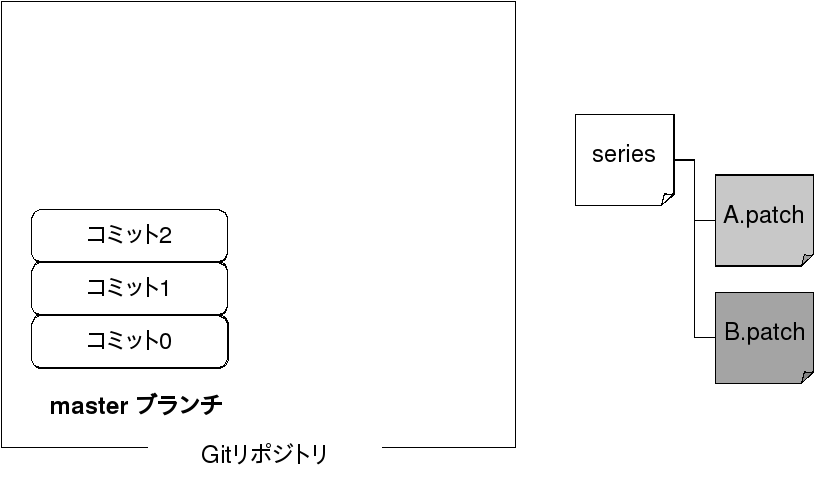 series
A.patch
B.patch
コミット2
コミット1
コミット0
master ブランチ
Gitリポジトリ